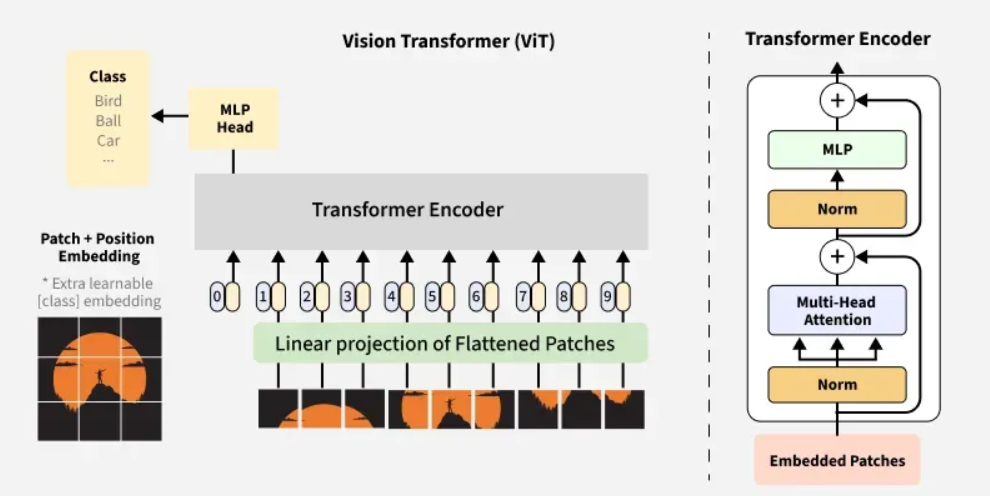 Vision Transformer (ViT)
Class
Bird
Ball
Car
...
MLP
Head
Transformer Encoder
Patch + Position
Embedding
* Extra learnable
[class] embedding
0 1 2 3 4 5 6 7 8 9
Linear projection of Flattened Patches
Transformer Encoder
+
MLP
Norm
+
Multi-Head
Attention
Norm
Embedded Patches